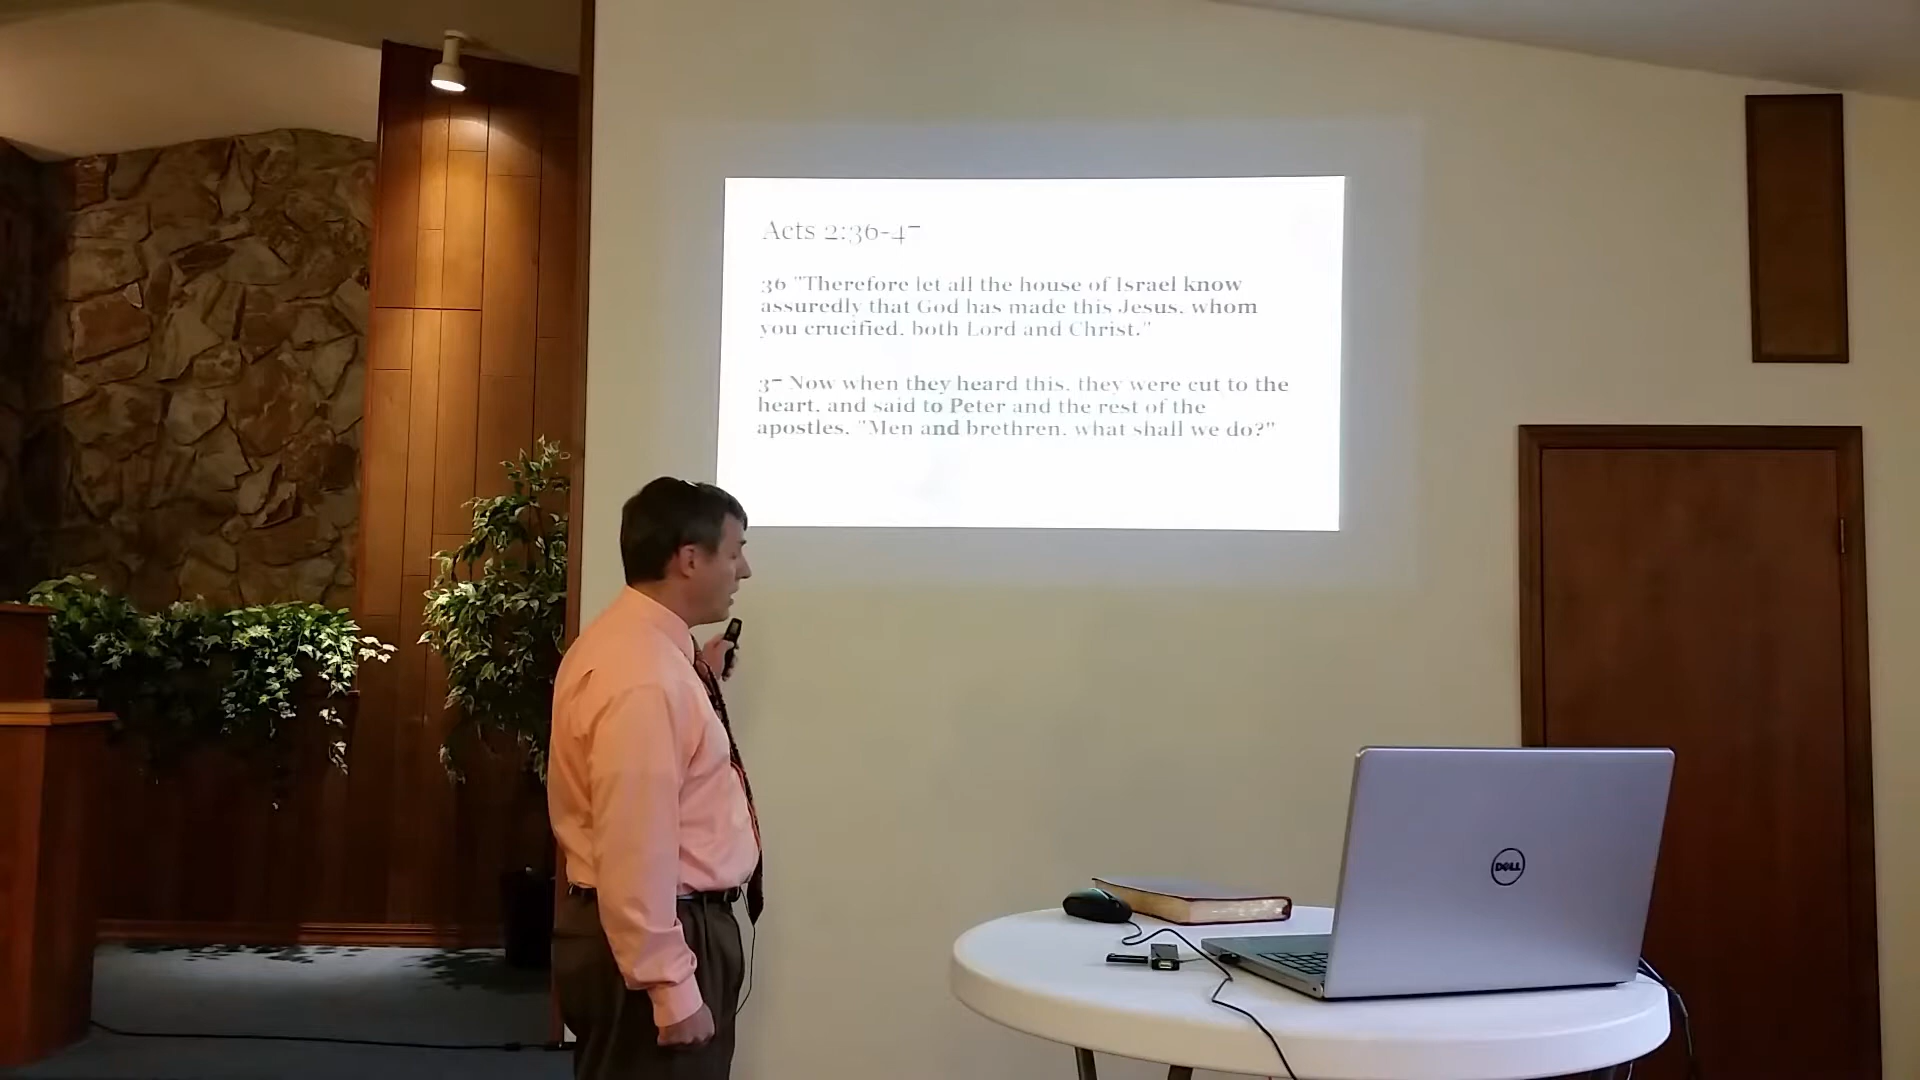 Acts 2:36-47
36 "Therefore let all the house of Israel know
assuredly that God has made this Jesus, whom
you crucified, both Lord and Christ."
37 Now when they heard this, they were cut to the
heart, and said to Peter and the rest of the
apostles, "Men and brethren, what shall we do?"
DELL